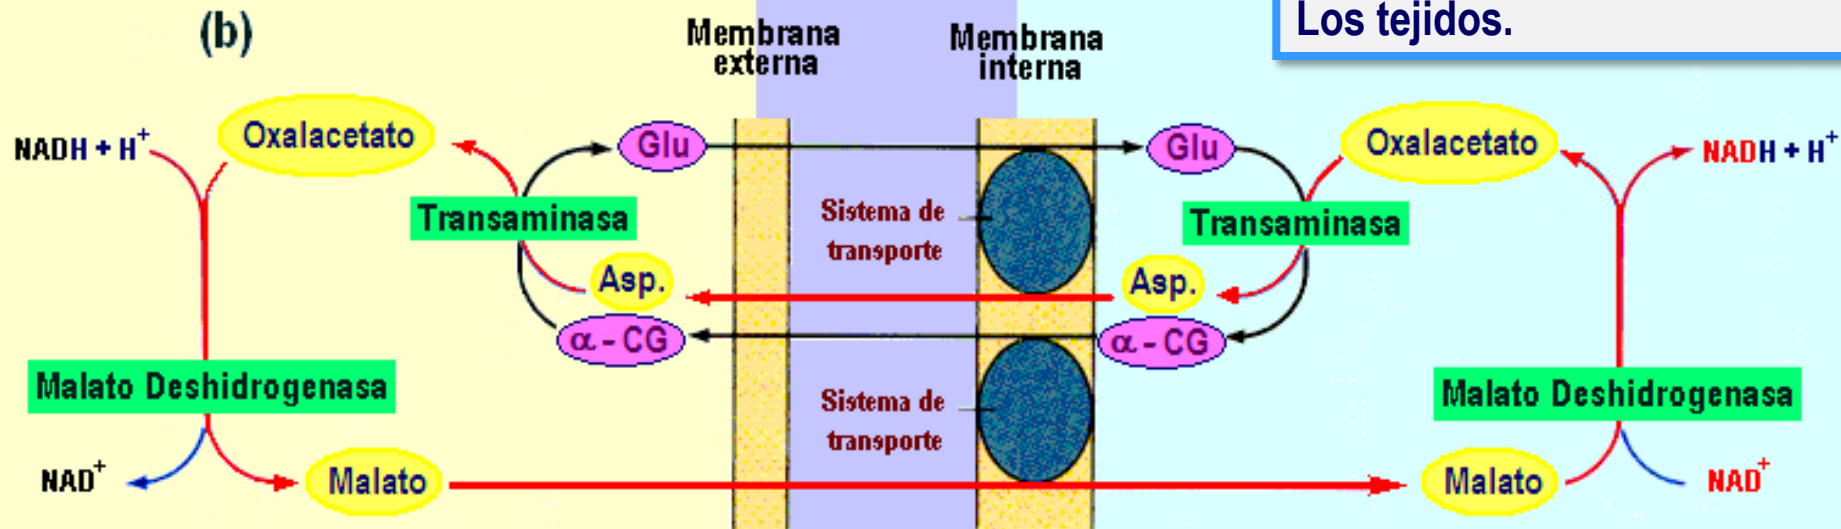 Los tejidos.
(b)
Membrana
externa
Membrana
interna
NADH + H+
Oxalacetato
Glu
Glu
Oxalacetato
NADH + H+
Transaminasa
Sistema de
transporte
Transaminasa
Asp.
Asp.
α - CG
α - CG
Malato Deshidrogenasa
Sistema de
transporte
Malato Deshidrogenasa
NAD+
Malato
Malato
NAD+